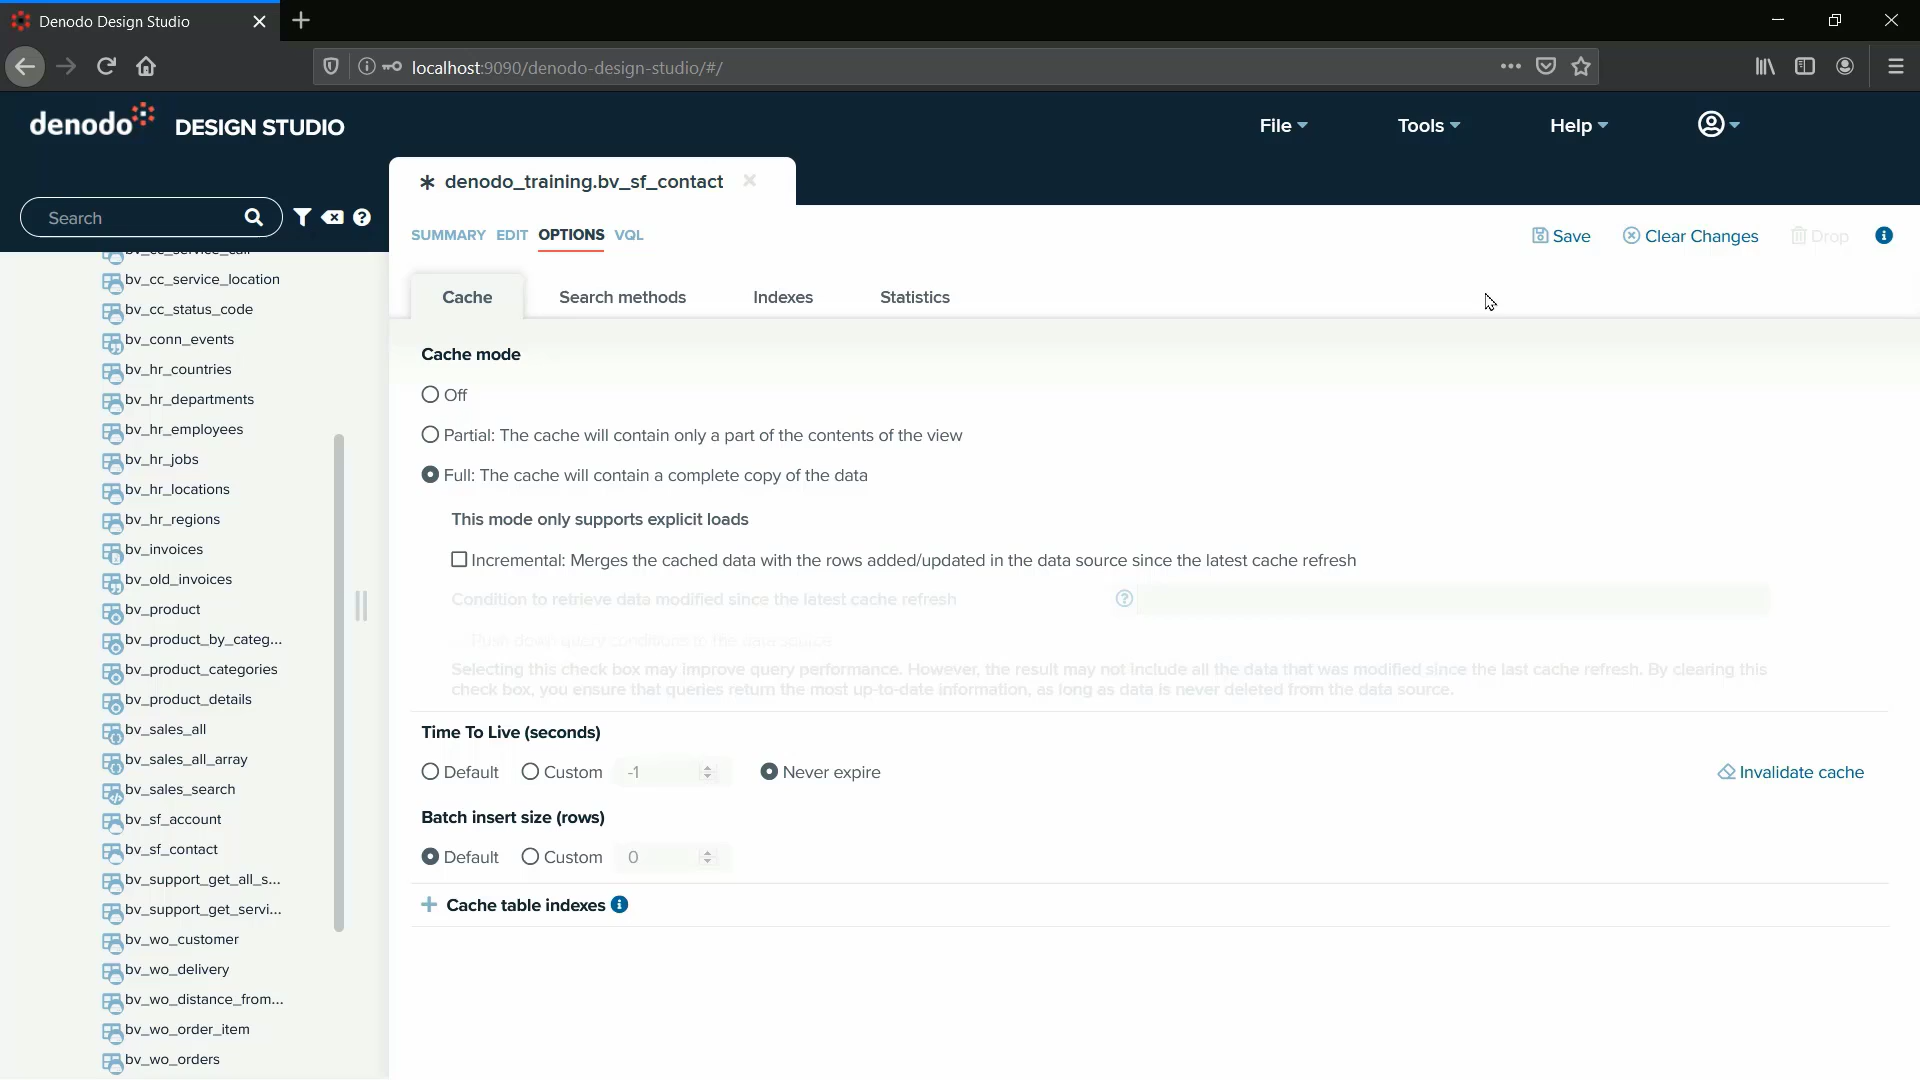 Denodo Design Studio
localhost:9090/denodo-design-studio/#/
denodo DESIGN STUDIO
File
Tools
Help
* denodo_training.bv_sf_contact
Search
SUMMARY EDIT OPTIONS VQL
Save
Clear Changes
Drop
Cache
Search methods
Indexes
Statistics
bv_cc_service_call
bv_cc_service_location
bv_cc_status_code
bv_conn_events
bv_hr_countries
bv_hr_departments
bv_hr_employees
bv_hr_jobs
bv_hr_locations
bv_hr_regions
bv_invoices
bv_old_invoices
bv_product
bv_product_by_categ...
bv_product_categories
bv_product_details
bv_sales_all
bv_sales_all_array
bv_sales_search
bv_sf_account
bv_sf_contact
bv_support_get_all_s...
bv_support_get_servi...
bv_wo_customer
bv_wo_delivery
bv_wo_distance_from...
bv_wo_order_item
bv_wo_orders
Cache mode
Off
Partial: The cache will contain only a part of the contents of the view
Full: The cache will contain a complete copy of the data
This mode only supports explicit loads
Incremental: Merges the cached data with the rows added/updated in the data source since the latest cache refresh
Condition to retrieve data modified since the latest cache refresh
Push down query conditions to the data source
Selecting this check box may improve query performance. However, the result may not include all the data that was modified since the last cache refresh. By clearing this
check box, you ensure that queries return the most up-to-date information, as long as data is never deleted from the data source.
Time To Live (seconds)
Default Custom -1 Never expire
Invalidate cache
Batch insert size (rows)
Default Custom 0
+ Cache table indexes